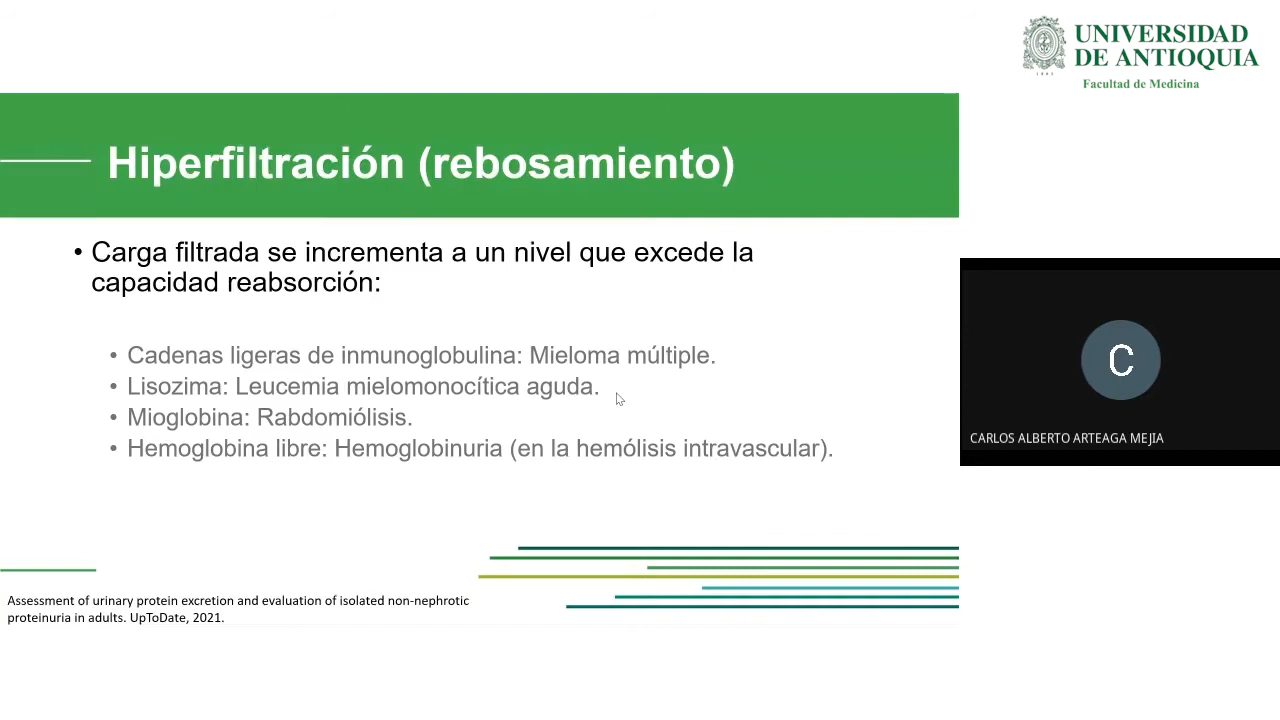 UNIVERSIDAD
DE ANTIOQUIA
1803
Facultad de Medicina
Hiperfiltración (rebosamiento)
• Carga filtrada se incrementa a un nivel que excede la
capacidad reabsorción:
• Cadenas ligeras de inmunoglobulina: Mieloma múltiple.
• Lisozima: Leucemia mielomonocítica aguda.
• Mioglobina: Rabdomiólisis.
• Hemoglobina libre: Hemoglobinuria (en la hemólisis intravascular).
C
CARLOS ALBERTO ARTEAGA MEJIA
Assessment of urinary protein excretion and evaluation of isolated non-nephrotic
proteinuria in adults. UpToDate, 2021.